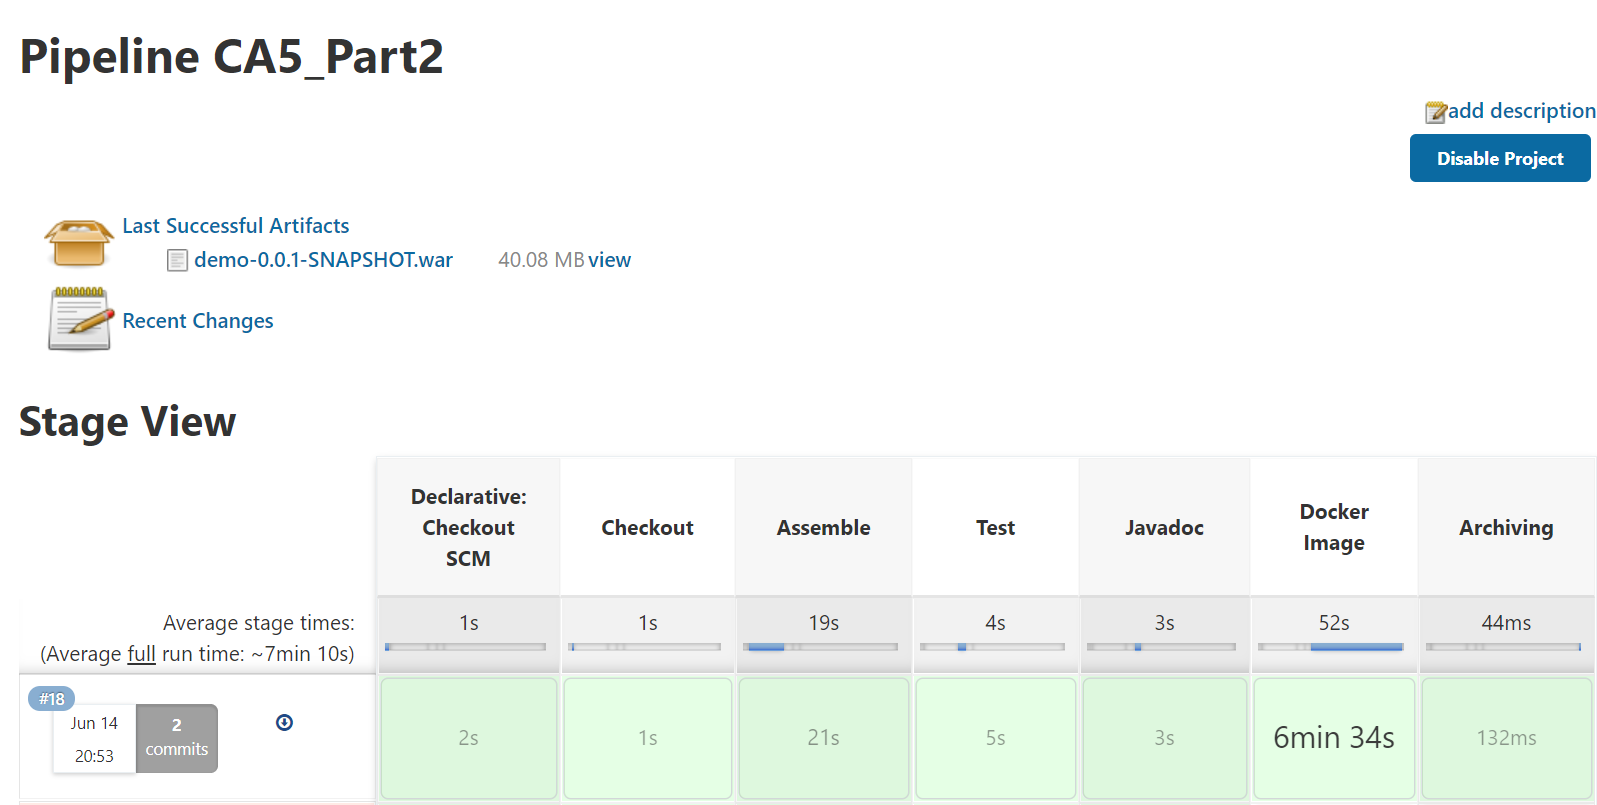 Pipeline CA5_Part2
add description
Disable Project
Last Successful Artifacts
demo-0.0.1-SNAPSHOT.war 40.08 MB view
Recent Changes
Stage View
Declarative:
Checkout
SCM
Checkout
Assemble
Test
Javadoc
Docker
Image
Archiving
Average stage times:
(Average full run time: ~7min 10s)
1s
1s
19s
4s
3s
52s
44ms
#18
Jun 14
20:53
2
commits
2s
1s
21s
5s
3s
6min 34s
132ms